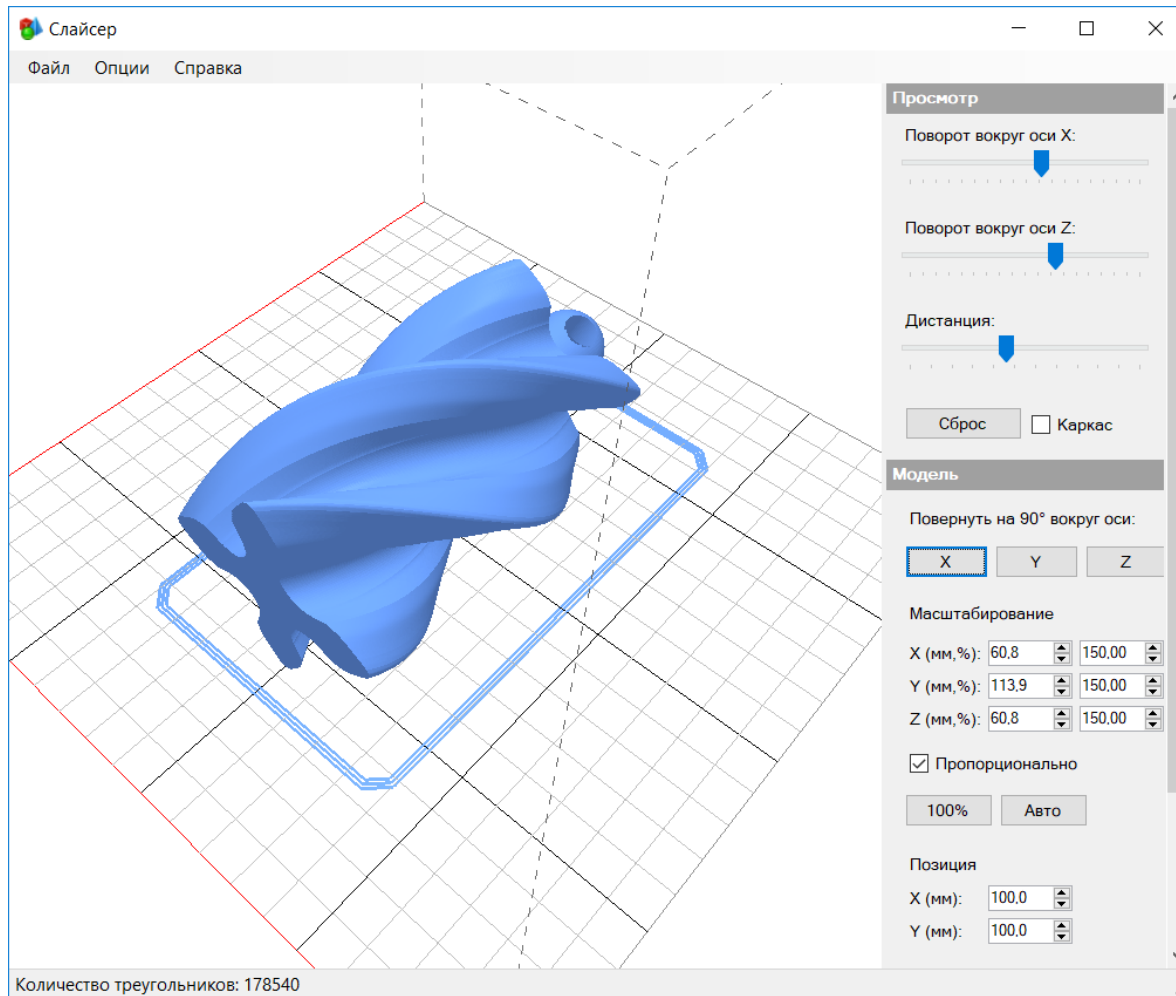 Слайсер
Файл Опции Справка
Просмотр
Поворот вокруг оси X:
Поворот вокруг оси Z:
Дистанция:
Сброс Каркас
Модель
Повернуть на 90° вокруг оси:
X Y Z
Масштабирование
X (мм,%): 60,8 150,00
Y (мм,%): 113,9 150,00
Z (мм,%): 60,8 150,00
Пропорционально
100% Авто
Позиция
X (мм): 100,0
Y (мм): 100,0
Количество треугольников: 178540